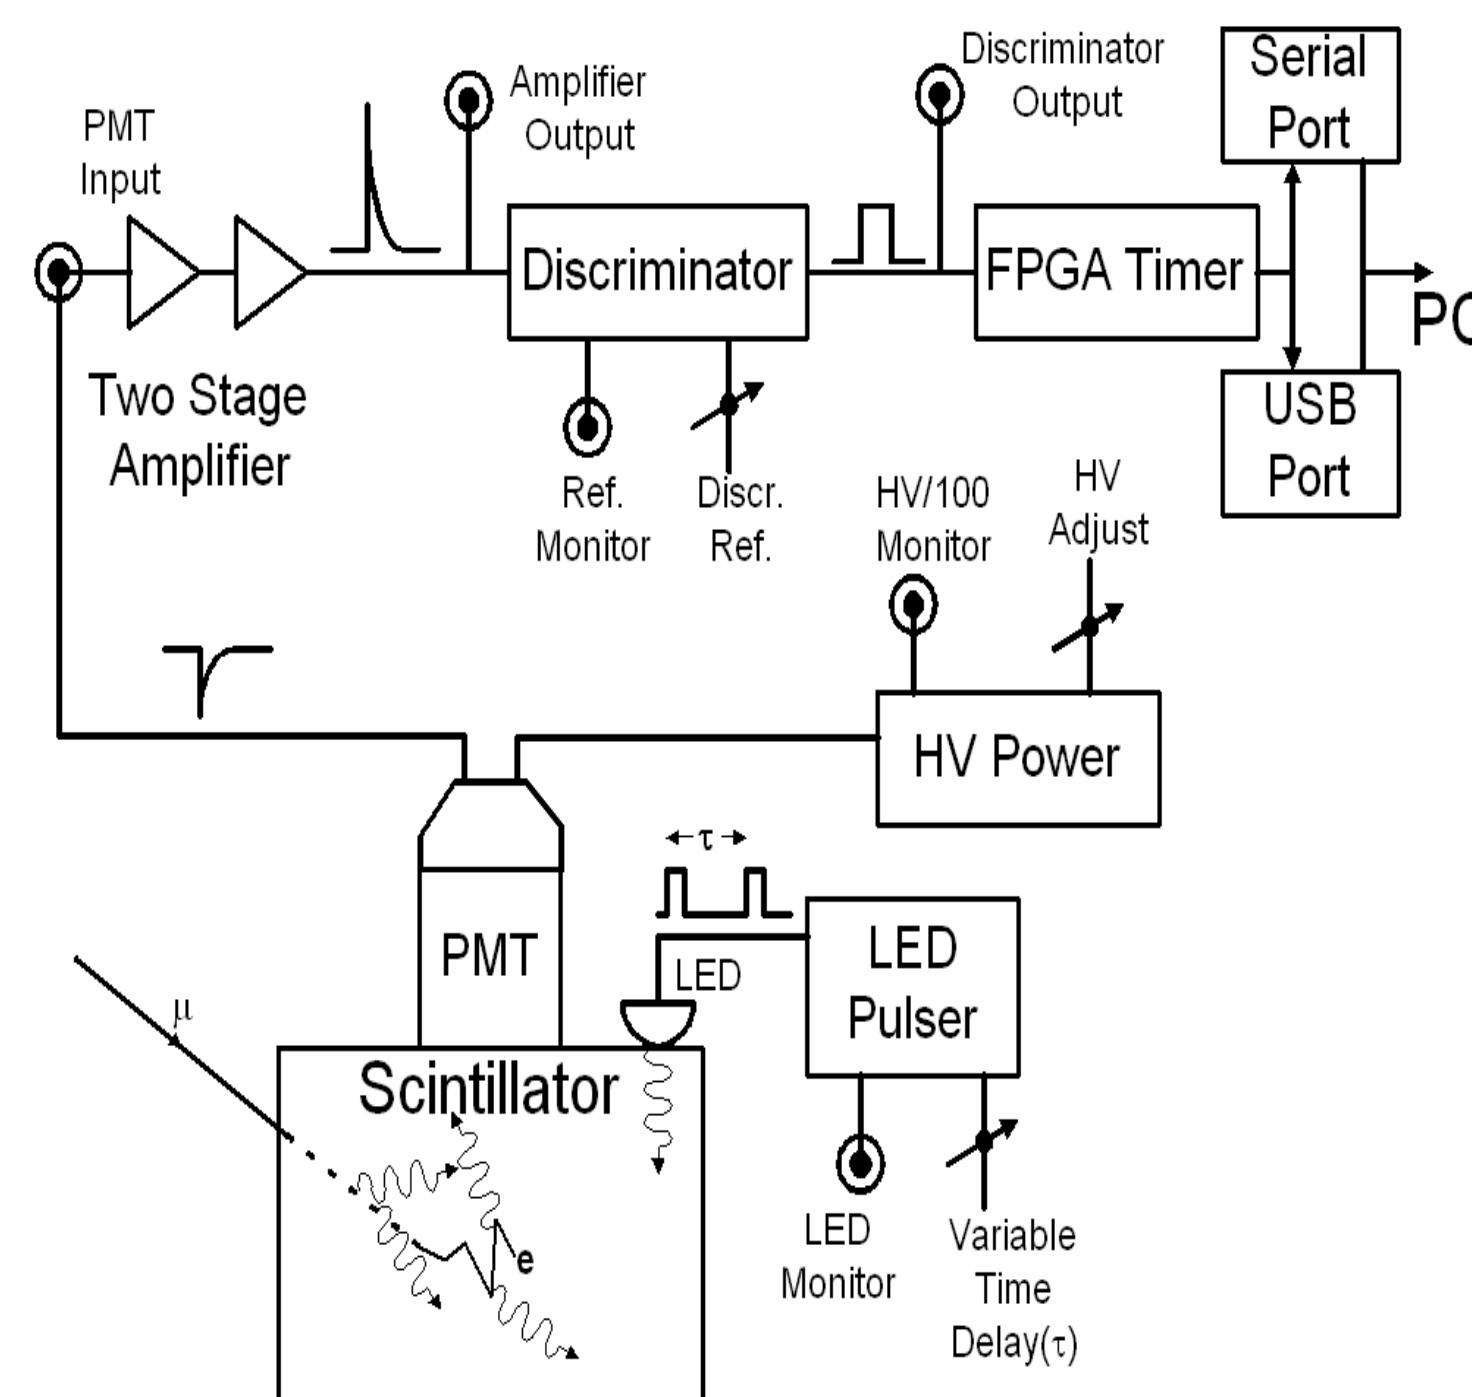 Amplifier
Output
Discriminator
Output
Serial
Port
PMT
Input
Discriminator
FPGA Timer
PC
Two Stage
Amplifier
USB
Port
Ref.
Monitor
Discr.
Ref.
HV/100
Monitor
HV
Adjust
HV Power
τ
LED
Pulser
PMT
LED
μ
Scintillator
e
LED
Monitor
Variable
Time
Delay(τ)